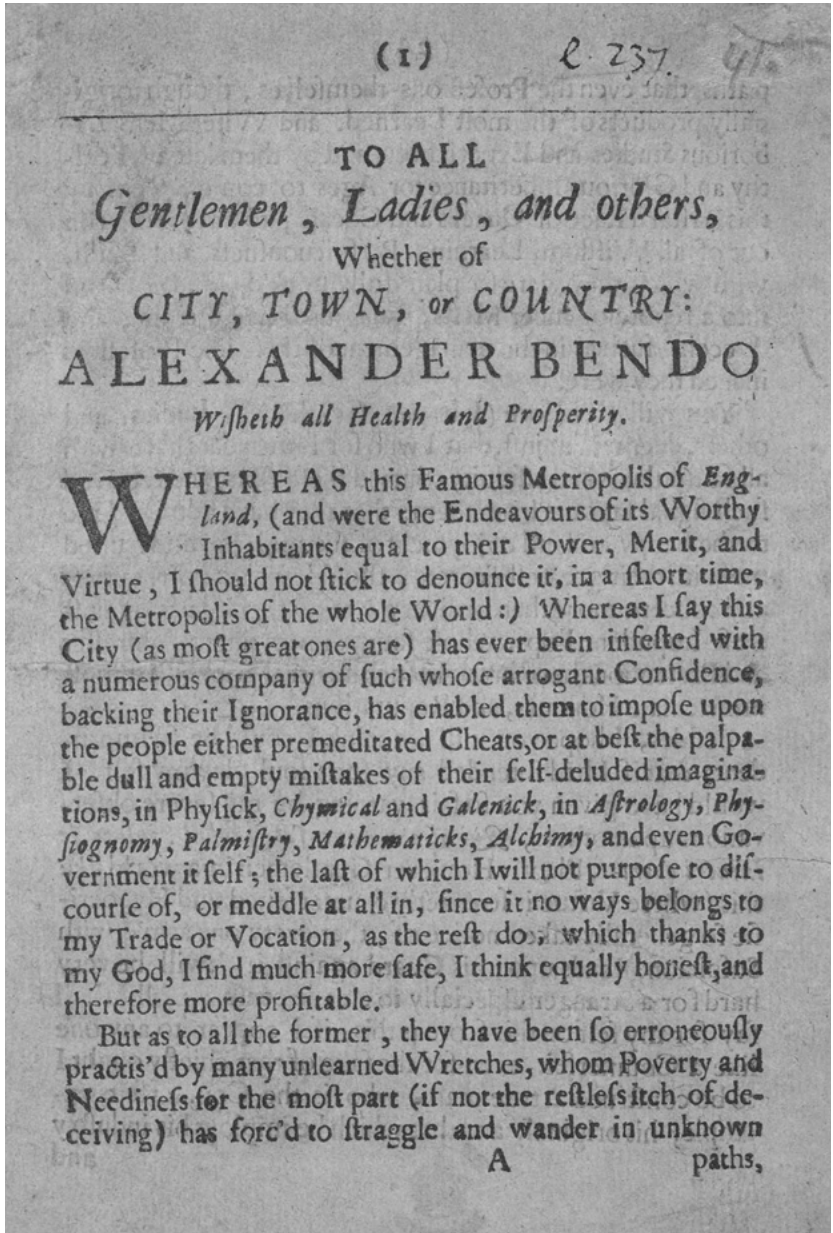 (1) e. 237.
TO ALL
Gentlemen, Ladies, and others,
Whether of
CITY, TOWN, or COUNTRY:
ALEXANDER BENDO
Wiſheth all Health and Proſperity.
WHEREAS this Famous Metropolis of Eng-
land, (and were the Endeavours of its Worthy
Inhabitants equal to their Power, Merit, and
Virtue, I ſhould not ſtick to denounce it, in a ſhort time,
the Metropolis of the whole World:) Whereas I ſay this
City (as moſt great ones are) has ever been infeſted with
a numerous company of ſuch whoſe arrogant Confidence,
backing their Ignorance, has enabled them to impoſe upon
the people either premeditated Cheats, or at beſt the palpa-
ble dull and empty miſtakes of their ſelf-deluded imagina-
tions, in Phyſick, Chymical and Galenick, in Aſtrology, Phy-
ſiognomy, Palmiſtry, Mathematicks, Alchimy, and even Go-
vernment it ſelf; the laſt of which I will not purpoſe to diſ-
courſe of, or meddle at all in, ſince it no ways belongs to
my Trade or Vocation, as the reſt do, which thanks to
my God, I find much more ſafe, I think equally honeſt, and
therefore more profitable.
But as to all the former, they have been ſo erroneouſly
practis'd by many unlearned Wretches, whom Poverty and
Needineſs for the moſt part (if not the reſtleſs itch of de-
ceiving) has forc'd to ſtraggle and wander in unknown
A paths,